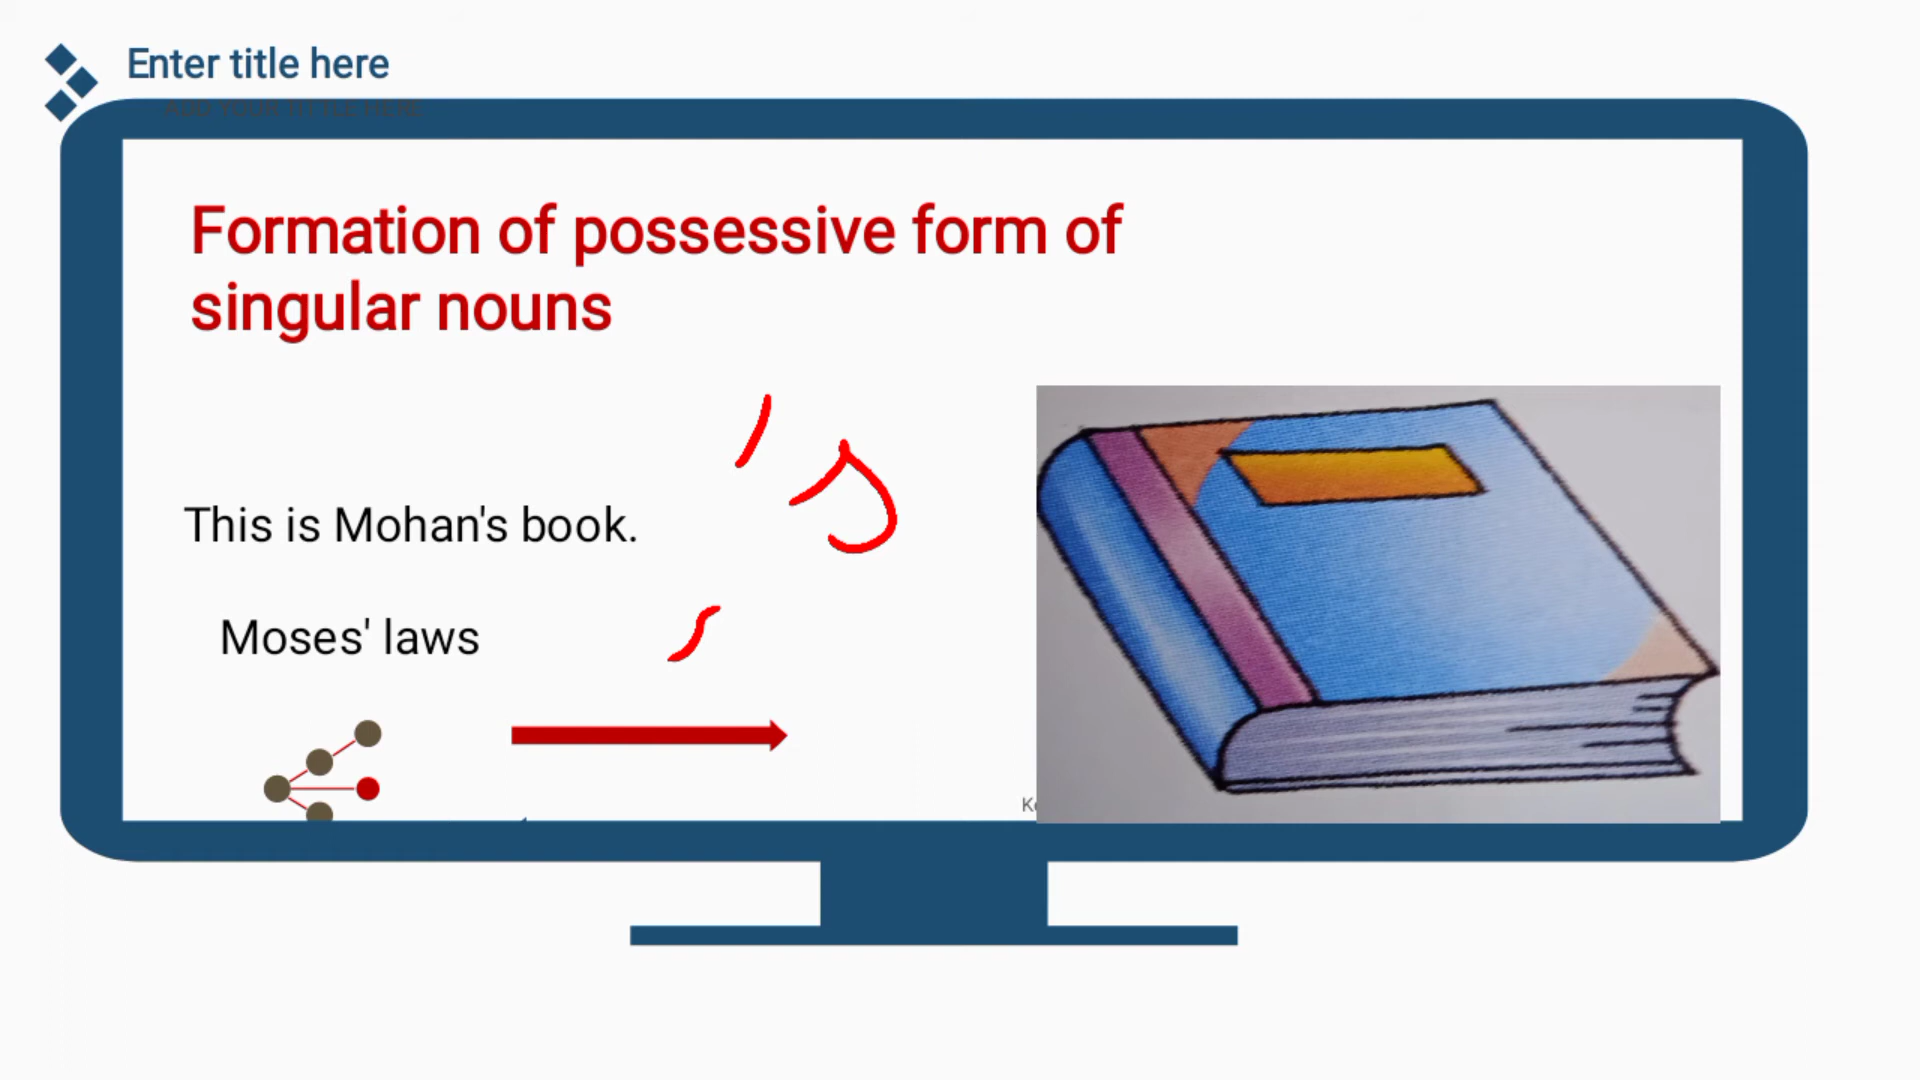 Enter title here
ADD YOUR TITTLE HERE
Formation of possessive form of
singular nouns
's
This is Mohan's book.
Moses' laws